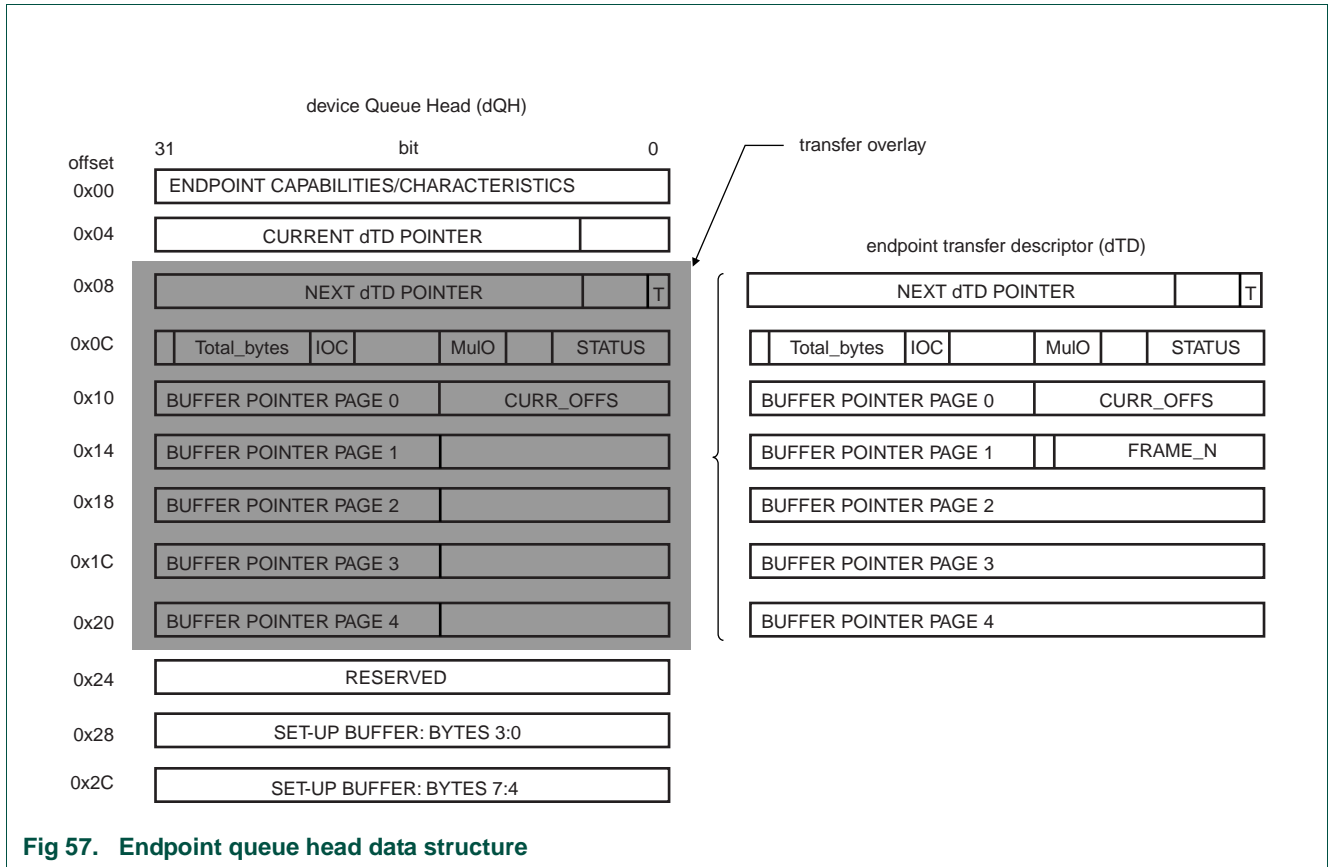 device Queue Head (dQH)
31 bit 0
transfer overlay
offset
0x00 ENDPOINT CAPABILITIES/CHARACTERISTICS
0x04 CURRENT dTD POINTER
endpoint transfer descriptor (dTD)
0x08 NEXT dTD POINTER T NEXT dTD POINTER T
0x0C Total_bytes IOC MulO STATUS Total_bytes IOC MulO STATUS
0x10 BUFFER POINTER PAGE 0 CURR_OFFS BUFFER POINTER PAGE 0 CURR_OFFS
0x14 BUFFER POINTER PAGE 1 BUFFER POINTER PAGE 1 FRAME_N
0x18 BUFFER POINTER PAGE 2 BUFFER POINTER PAGE 2
0x1C BUFFER POINTER PAGE 3 BUFFER POINTER PAGE 3
0x20 BUFFER POINTER PAGE 4 BUFFER POINTER PAGE 4
0x24 RESERVED
0x28 SET-UP BUFFER: BYTES 3:0
0x2C SET-UP BUFFER: BYTES 7:4
Fig 57. Endpoint queue head data structure